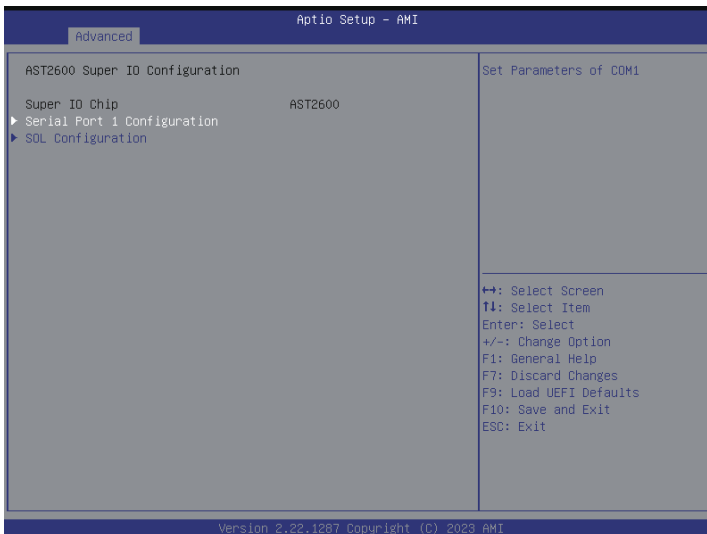 Aptio Setup – AMI
Advanced
AST2600 Super IO Configuration
Super IO Chip AST2600
▶ Serial Port 1 Configuration
▶ SOL Configuration
Set Parameters of COM1
↔: Select Screen
↑↓: Select Item
Enter: Select
+/-: Change Option
F1: General Help
F7: Discard Changes
F9: Load UEFI Defaults
F10: Save and Exit
ESC: Exit
Version 2.22.1287 Copyright (C) 2023 AMI